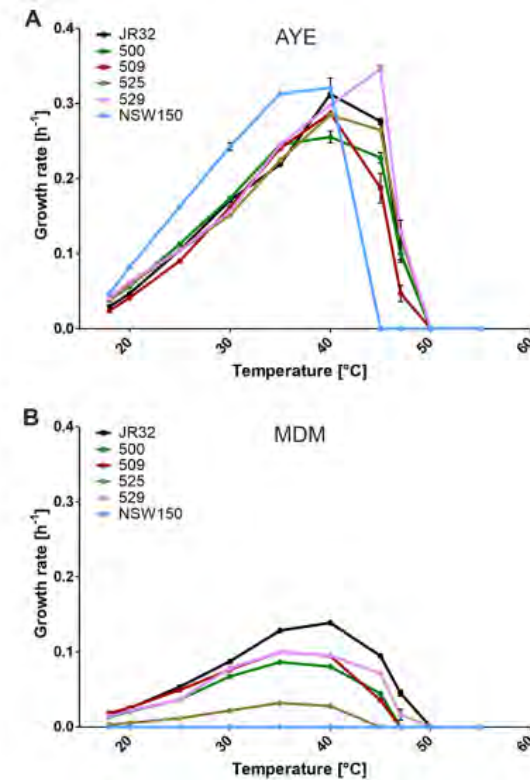 A
AYE
JR32
500
509
525
529
NSW150
Growth rate [h⁻¹]
0.4
0.3
0.2
0.1
0.0
20 30 40 50 60
Temperature [°C]
B
MDM
JR32
500
509
525
529
NSW150
Growth rate [h⁻¹]
0.4
0.3
0.2
0.1
0.0
20 30 40 50 60
Temperature [°C]